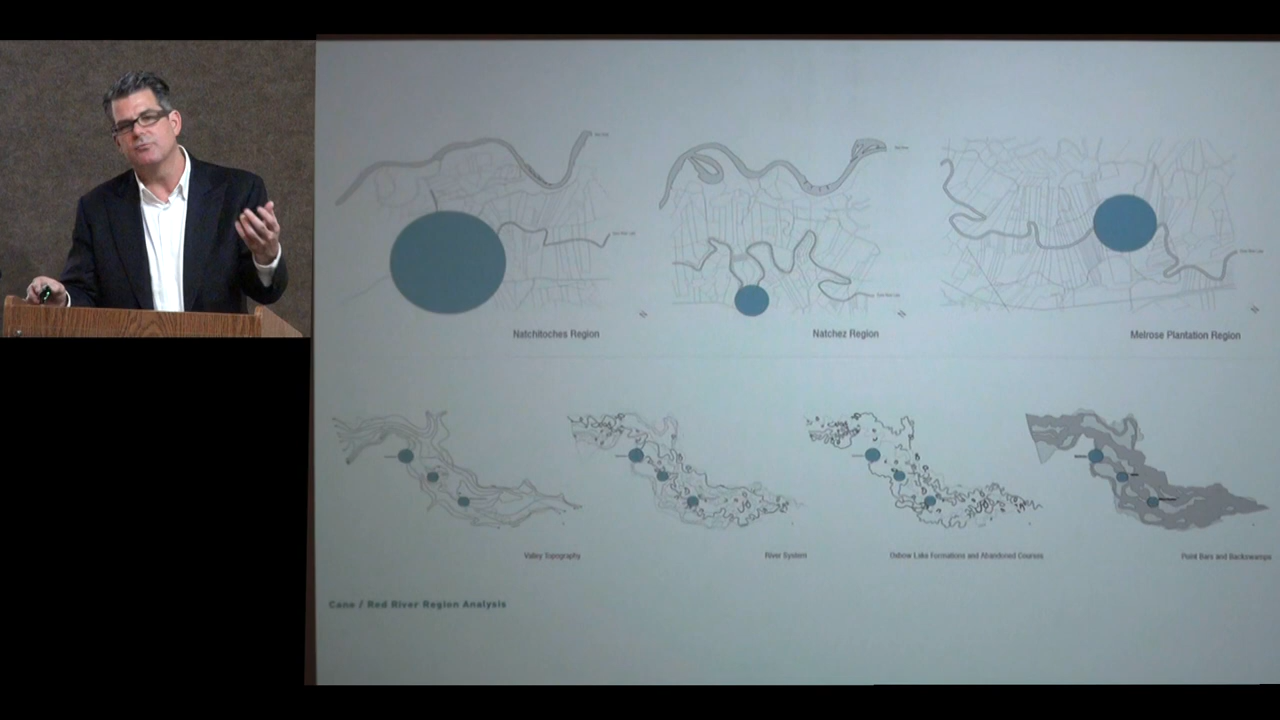 Natchitoches Region
Natchez Region
Melrose Plantation Region
Valley Topography
River System
Oxbow Lake Formations and Abandoned Courses
Point Bars and Backswamps
Cane / Red River Region Analysis